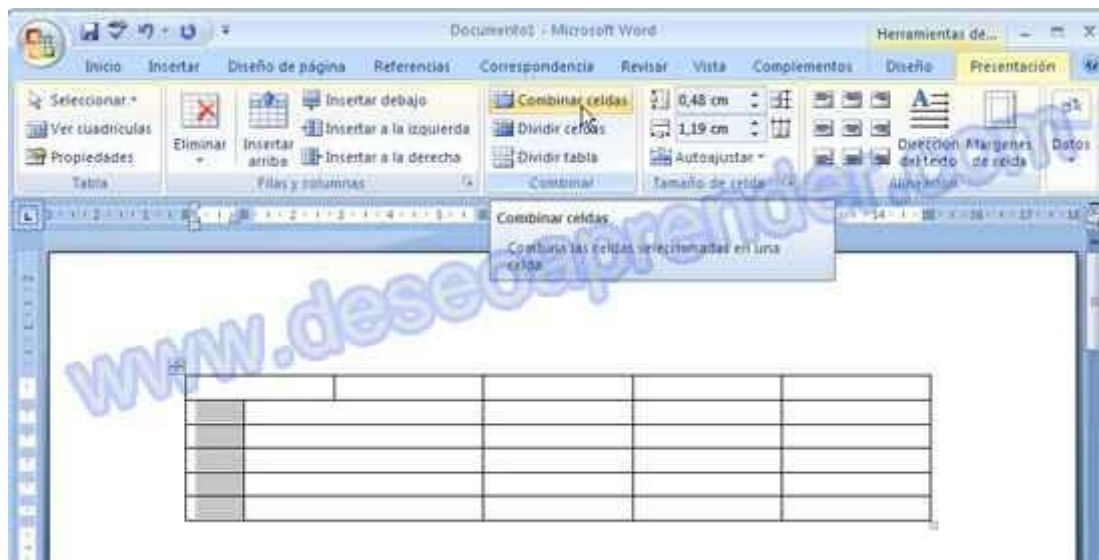 Documento1 - Microsoft Word
Herramientas de...
Inicio Insertar Diseño de página Referencias Correspondencia Revisar Vista Complementos Diseño Presentación
Seleccionar
Ver cuadrículas
Propiedades
Tabla
Eliminar
Insertar arriba
Insertar debajo
Insertar a la izquierda
Insertar a la derecha
Filas y columnas
Combinar celdas
Dividir celdas
Dividir tabla
Combinar
0,48 cm
1,19 cm
Autoajustar
Tamaño de celda
Dirección del texto
Márgenes de celda
Alineación
Datos
Combinar celdas
Combina las celdas seleccionadas en una
celda.
www.deseoaprender.com